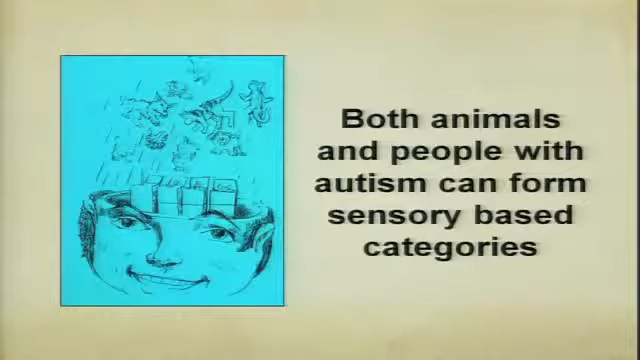 Both animals
and people with
autism can form
sensory based
categories